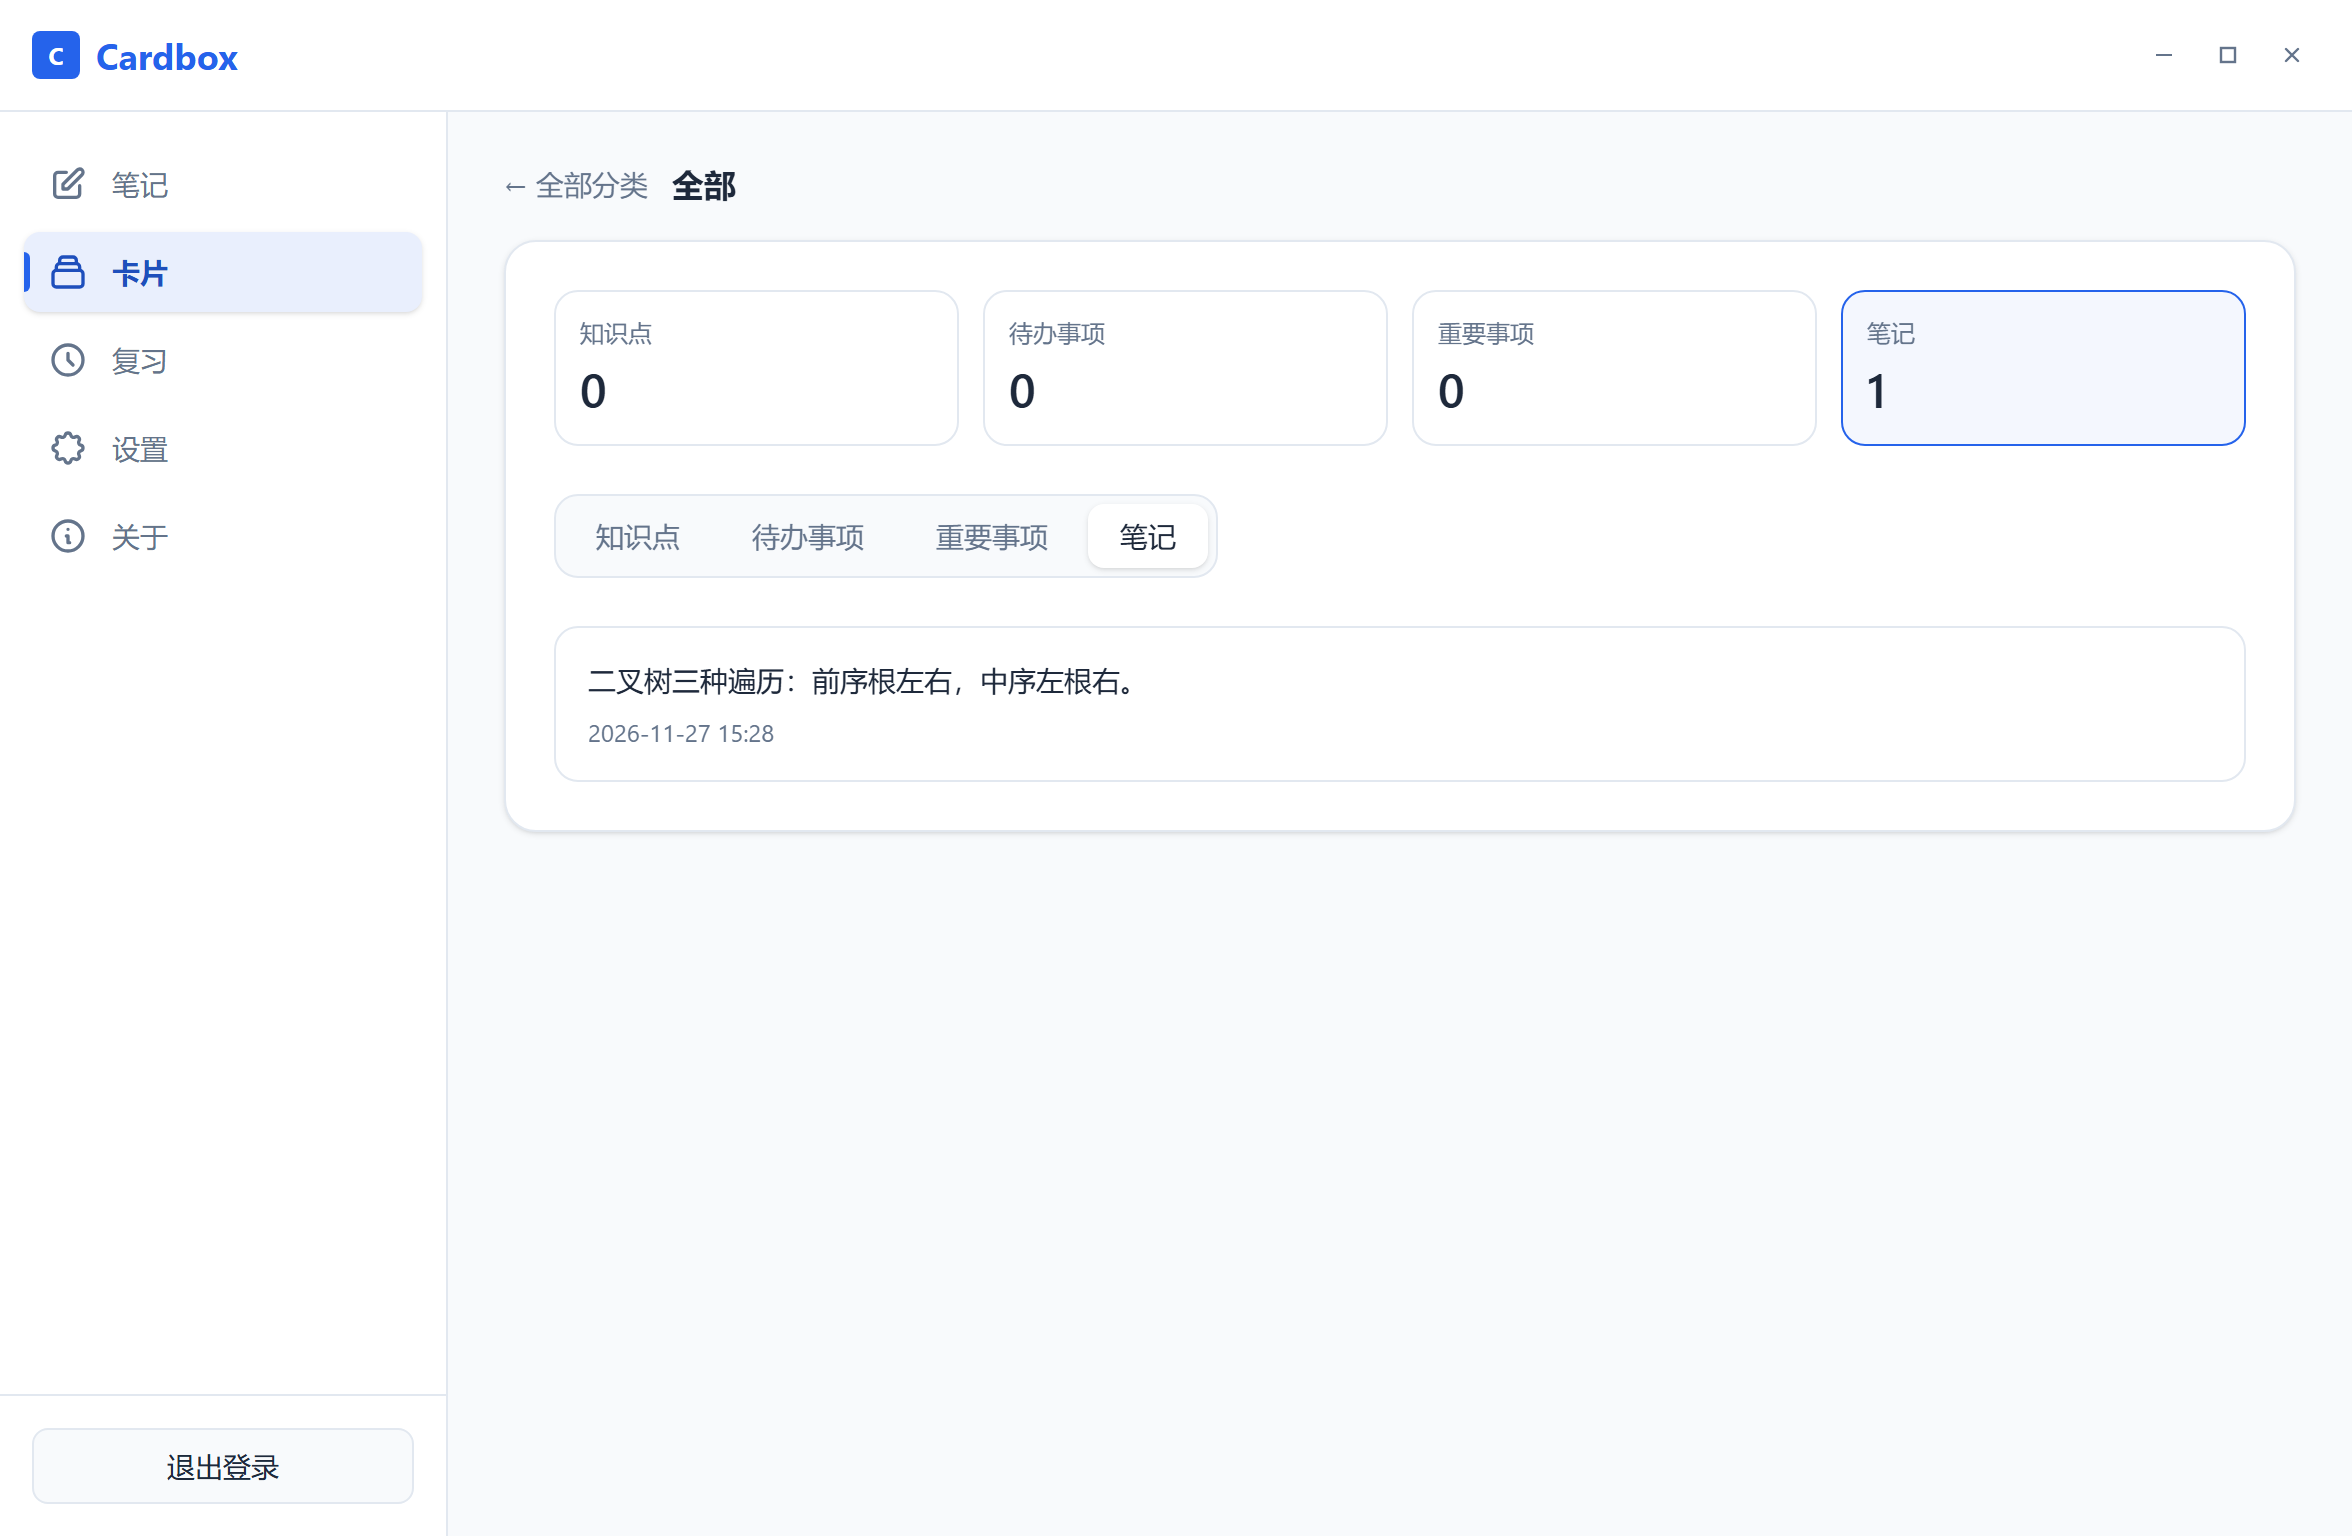 C Cardbox
笔记
卡片
复习
设置
关于
退出登录
← 全部分类 全部
知识点
0
待办事项
0
重要事项
0
笔记
1
知识点 待办事项 重要事项 笔记
二叉树三种遍历：前序根左右，中序左根右。
2026-11-27 15:28